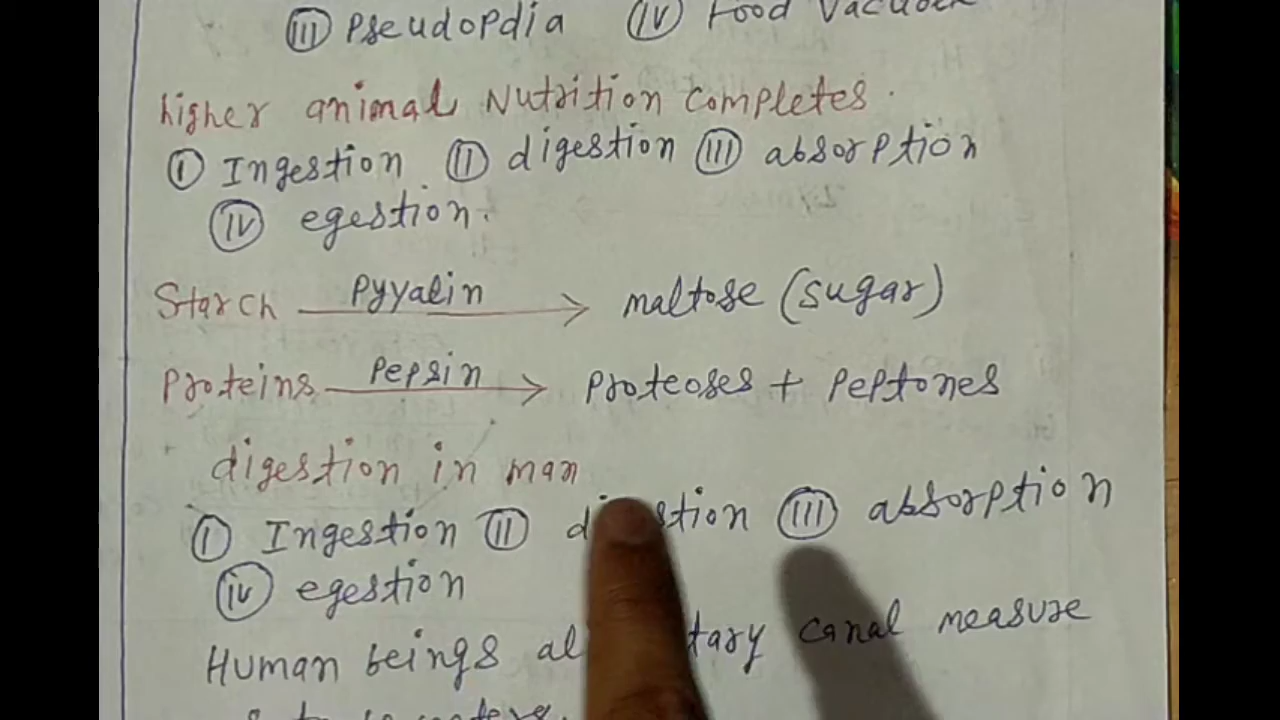 III Pseudopdia IV Food Vacuole
higher animal Nutrition completes.
I Ingestion II digestion III absorption
IV egestion.
Starch Pyyalin → maltose (sugar)
Proteins Pepsin → Proteoses + Peptones
digestion in man
I Ingestion II III absorption
IV egestion
Human beings canal measure